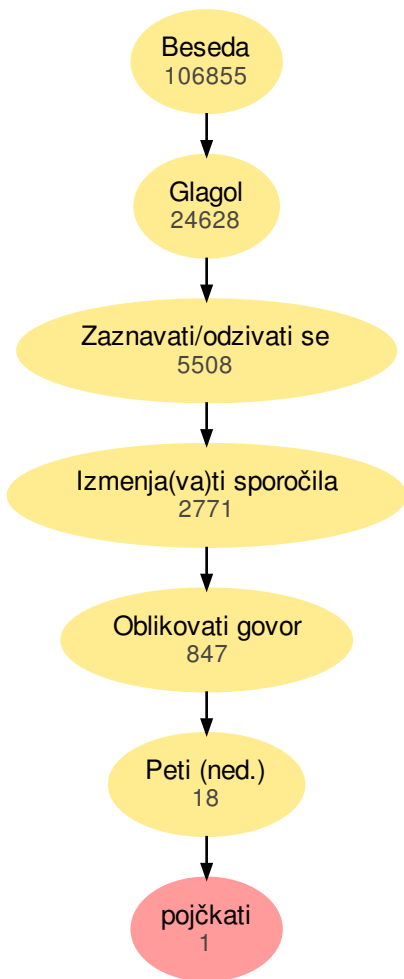 Beseda
106855
Glagol
24628
Zaznavati/odzivati se
5508
Izmenja(va)ti sporočila
2771
Oblikovati govor
847
Peti (ned.)
18
pojčkati
1